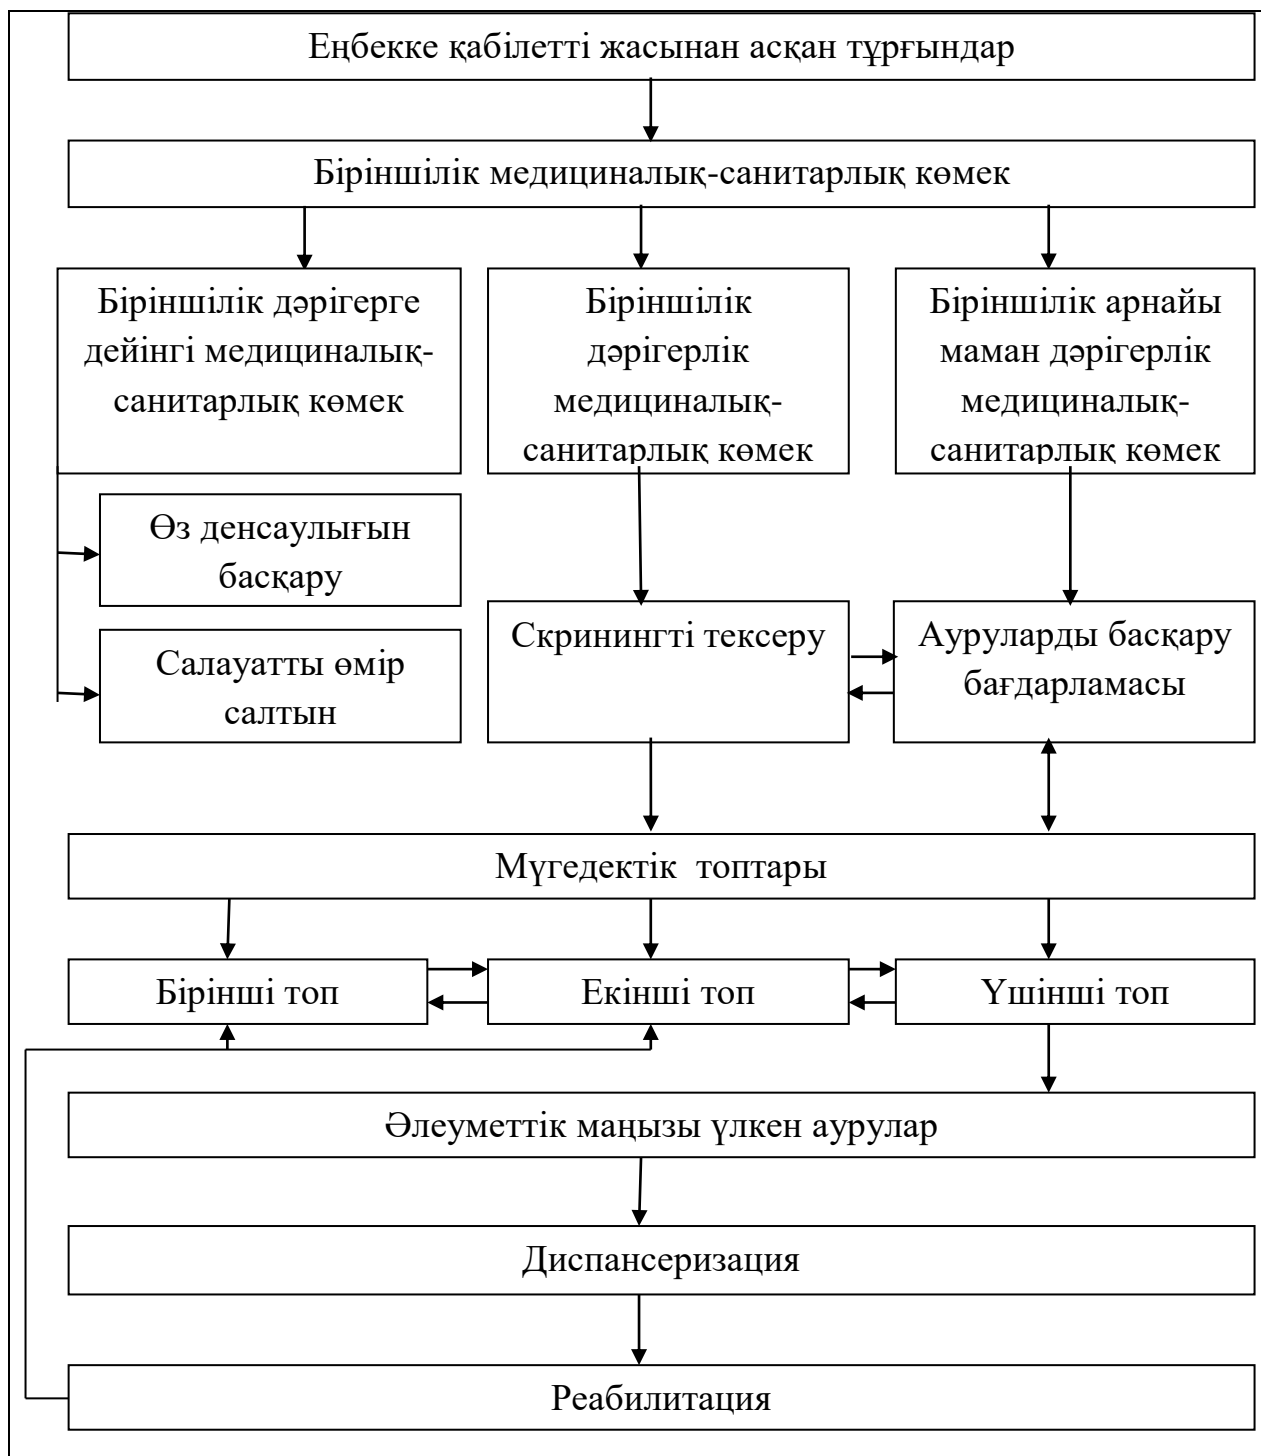 Еңбекке қабілетті жасынан асқан тұрғындар
Біріншілік медициналық-санитарлық көмек
Біріншілік дәрігерге
дейінгі медициналық-
санитарлық көмек
Біріншілік
дәрігерлік
медициналық-
санитарлық көмек
Біріншілік арнайы
маман дәрігерлік
медициналық-
санитарлық көмек
Өз денсаулығын
басқару
Салауатты өмір
салтын
Скринингті тексеру
Ауруларды басқару
бағдарламасы
Мүгедектік топтары
Бірінші топ
Екінші топ
Үшінші топ
Әлеуметтік маңызы үлкен аурулар
Диспансеризация
Реабилитация